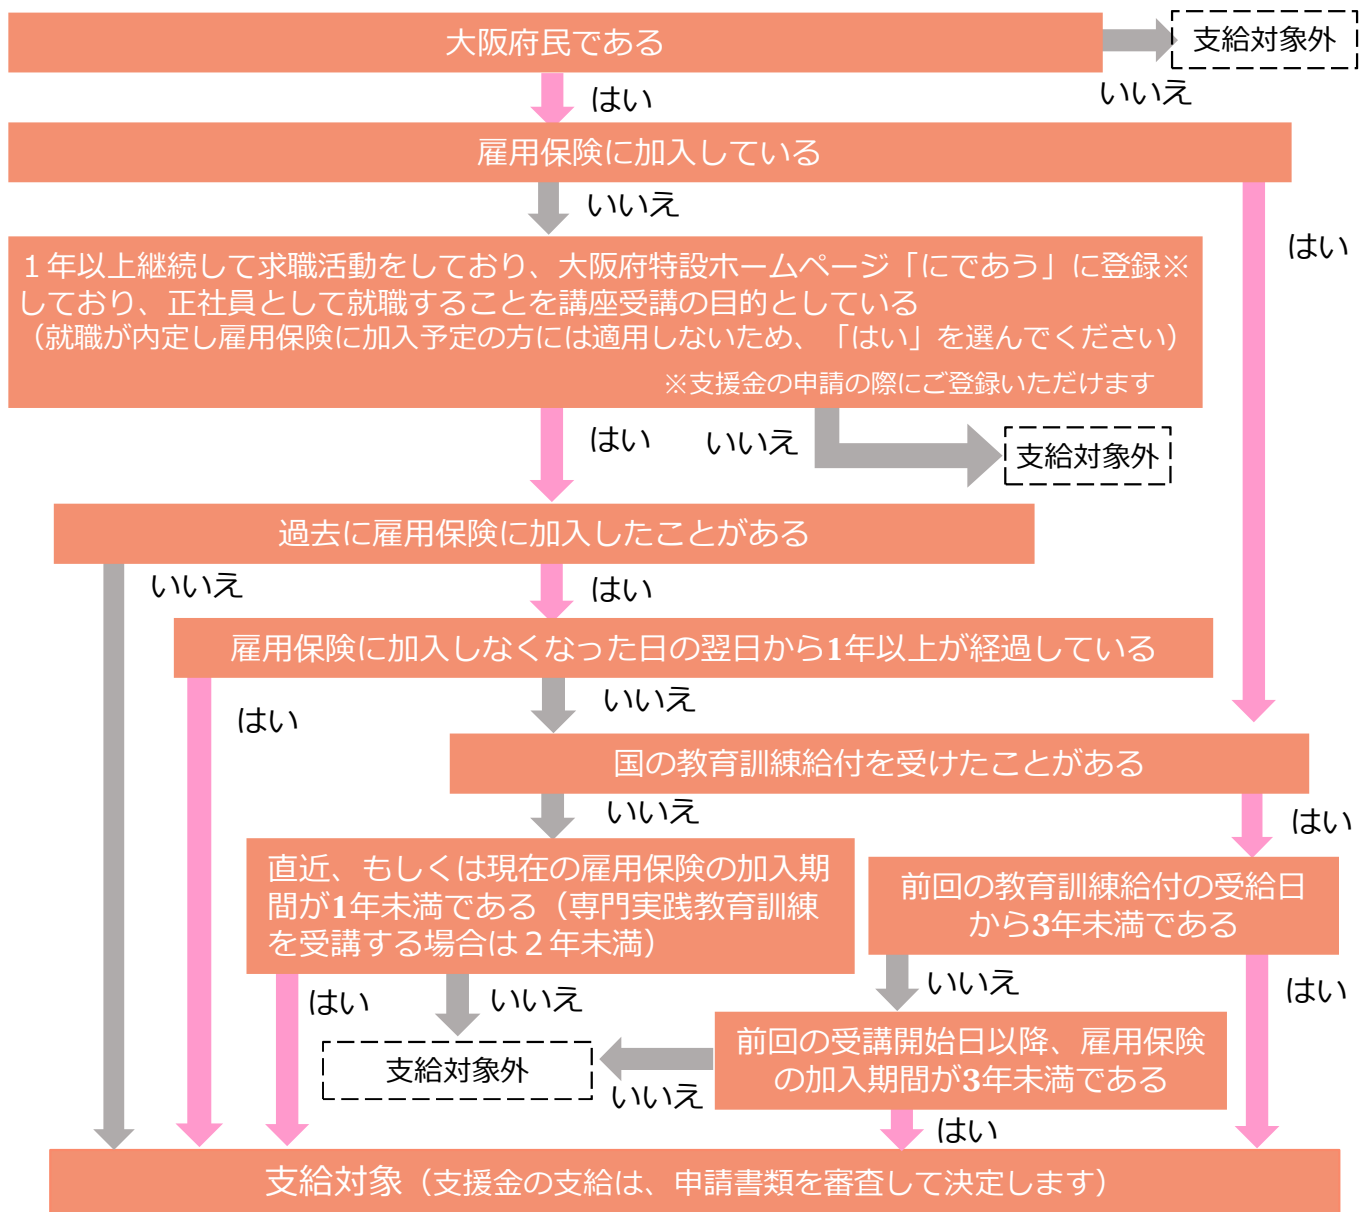 大阪府民である
支給対象外
いいえ
はい
雇用保険に加入している
いいえ
はい
１年以上継続して求職活動をしており、大阪府特設ホームページ「にであう」に登録※
しており、正社員として就職することを講座受講の目的としている
（就職が内定し雇用保険に加入予定の方には適用しないため、「はい」を選んでください）
※支援金の申請の際にご登録いただけます
はい
いいえ
支給対象外
過去に雇用保険に加入したことがある
いいえ
はい
雇用保険に加入しなくなった日の翌日から1年以上が経過している
はい
いいえ
国の教育訓練給付を受けたことがある
いいえ
はい
直近、もしくは現在の雇用保険の加入期
間が1年未満である（専門実践教育訓練
を受講する場合は２年未満）
前回の教育訓練給付の受給日
から3年未満である
はい
いいえ
いいえ
はい
支給対象外
前回の受講開始日以降、雇用保険
の加入期間が3年未満である
いいえ
はい
支給対象（支援金の支給は、申請書類を審査して決定します）